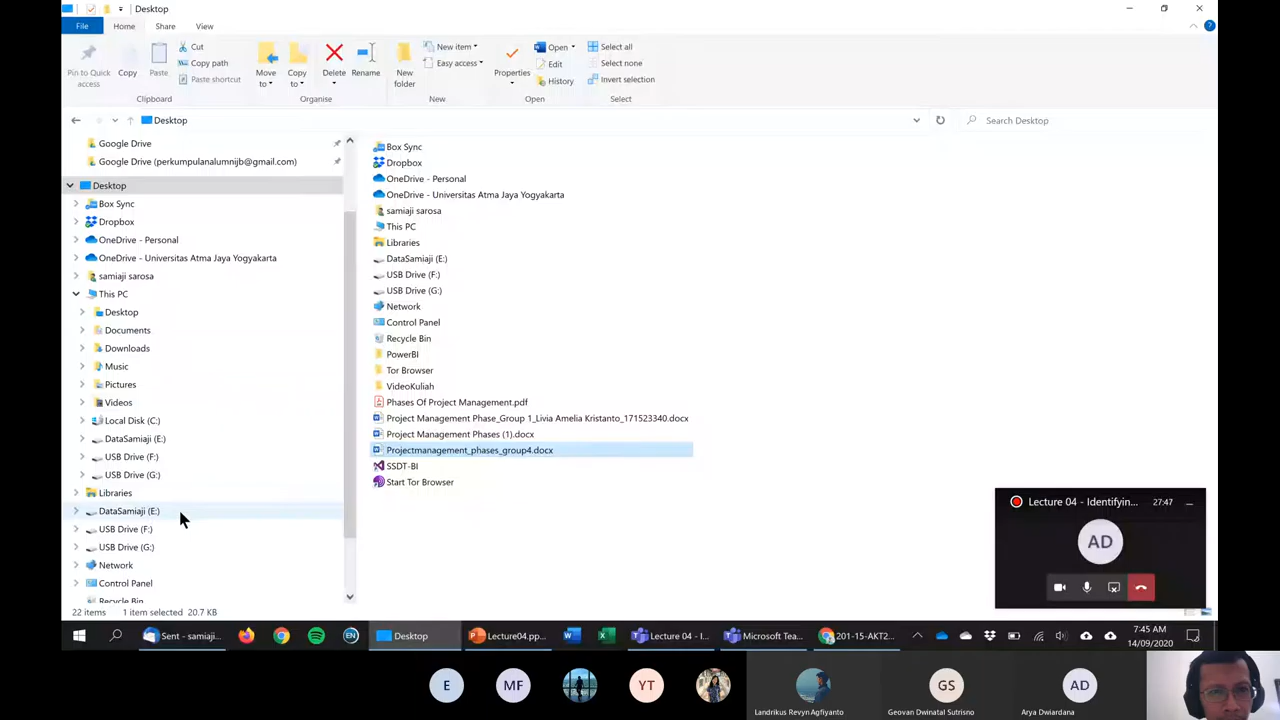 Desktop
File Home Share View
Pin to Quick access
Copy
Paste
Cut
Copy path
Paste shortcut
Clipboard
Move to
Copy to
Delete
Rename
Organise
New folder
New item
Easy access
New
Properties
Open
Edit
History
Open
Select all
Select none
Invert selection
Select
Desktop
Search Desktop
Google Drive
Google Drive (perkumpulanalumnijb@gmail.com)
Desktop
Box Sync
Dropbox
OneDrive - Personal
OneDrive - Universitas Atma Jaya Yogyakarta
samiaji sarosa
This PC
Desktop
Documents
Downloads
Music
Pictures
Videos
Local Disk (C:)
DataSamiaji (E:)
USB Drive (F:)
USB Drive (G:)
Libraries
DataSamiaji (E:)
USB Drive (F:)
USB Drive (G:)
Network
Control Panel
Recycle Bin
Box Sync
Dropbox
OneDrive - Personal
OneDrive - Universitas Atma Jaya Yogyakarta
samiaji sarosa
This PC
Libraries
DataSamiaji (E:)
USB Drive (F:)
USB Drive (G:)
Network
Control Panel
Recycle Bin
PowerBI
Tor Browser
VideoKuliah
Phases Of Project Management.pdf
Project Management Phase_Group 1_Livia Amelia Kristanto_171523340.docx
Project Management Phases (1).docx
Projectmanagement_phases_group4.docx
SSDT-BI
Start Tor Browser
Lecture 04 - Identifyin... 27:47
AD
22 items 1 item selected 20.7 KB
Sent - samiaji...
EN
Desktop
Lecture04.pp...
Lecture 04 - I...
Microsoft Tea...
201-15-AKT2...
7:45 AM
14/09/2020
E
MF
YT
GS
AD
Landrikus Revyn Agfiyanto
Geovan Dwinatal Sutrisno
Arya Dwiardana